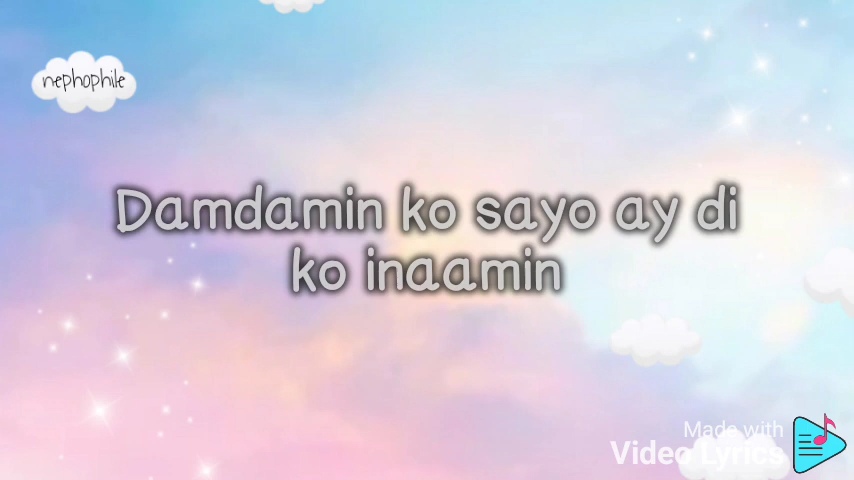 nephophile
Damdamin ko sayo ay di
ko inaamin
Made with
Video Lyrics